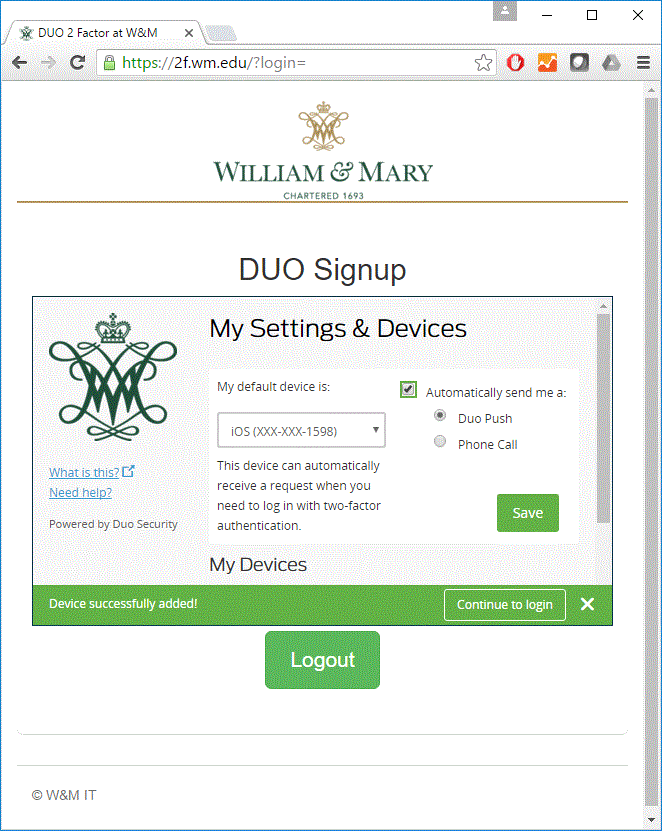 DUO 2 Factor at W&M
https://2f.wm.edu/?login=
WILLIAM & MARY
CHARTERED 1693
DUO Signup
My Settings & Devices
My default device is:
iOS (XXX-XXX-1598)
This device can automatically
receive a request when you
need to log in with two-factor
authentication.
Automatically send me a:
Duo Push
Phone Call
Save
What is this?
Need help?
Powered by Duo Security
My Devices
Device successfully added!
Continue to login
Logout
© W&M IT